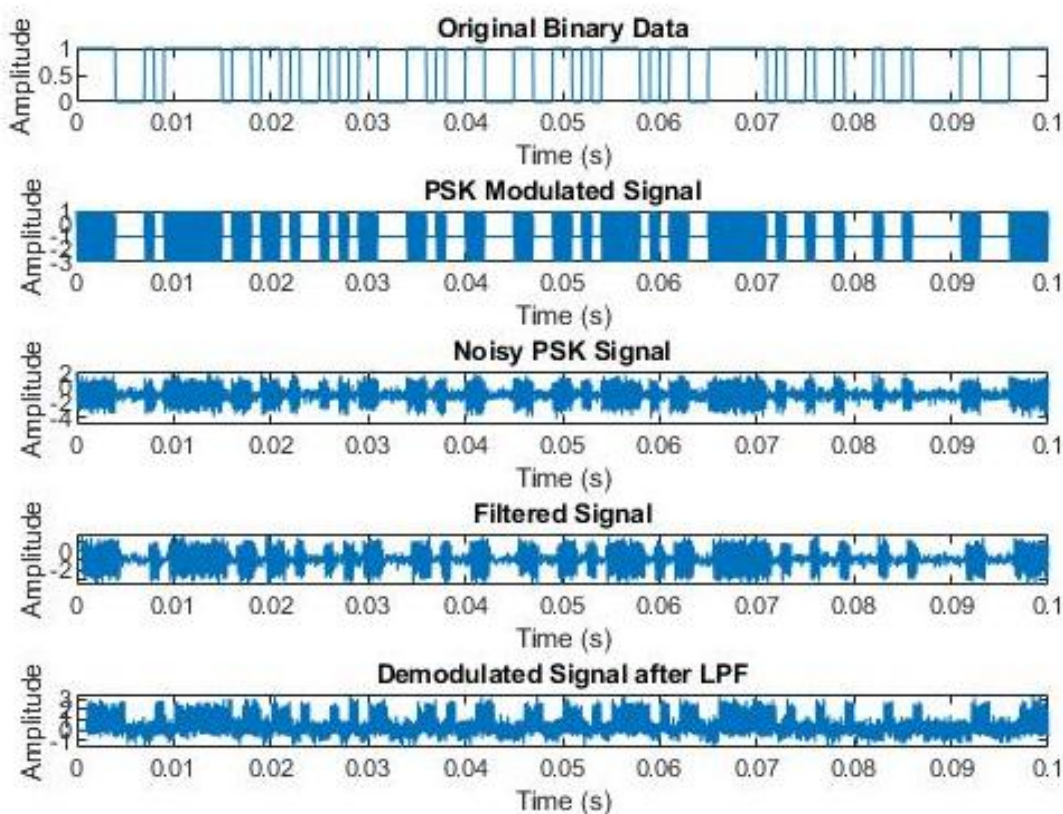 Original Binary Data
Amplitude
1
0.5
0
0 0.01 0.02 0.03 0.04 0.05 0.06 0.07 0.08 0.09 0.1
Time (s)
PSK Modulated Signal
Amplitude
1
0
-1
-3
0 0.01 0.02 0.03 0.04 0.05 0.06 0.07 0.08 0.09 0.1
Time (s)
Noisy PSK Signal
Amplitude
2
0
-2
-4
0 0.01 0.02 0.03 0.04 0.05 0.06 0.07 0.08 0.09 0.1
Time (s)
Filtered Signal
Amplitude
0
-2
0 0.01 0.02 0.03 0.04 0.05 0.06 0.07 0.08 0.09 0.1
Time (s)
Demodulated Signal after LPF
Amplitude
3
0
-1
0 0.01 0.02 0.03 0.04 0.05 0.06 0.07 0.08 0.09 0.1
Time (s)